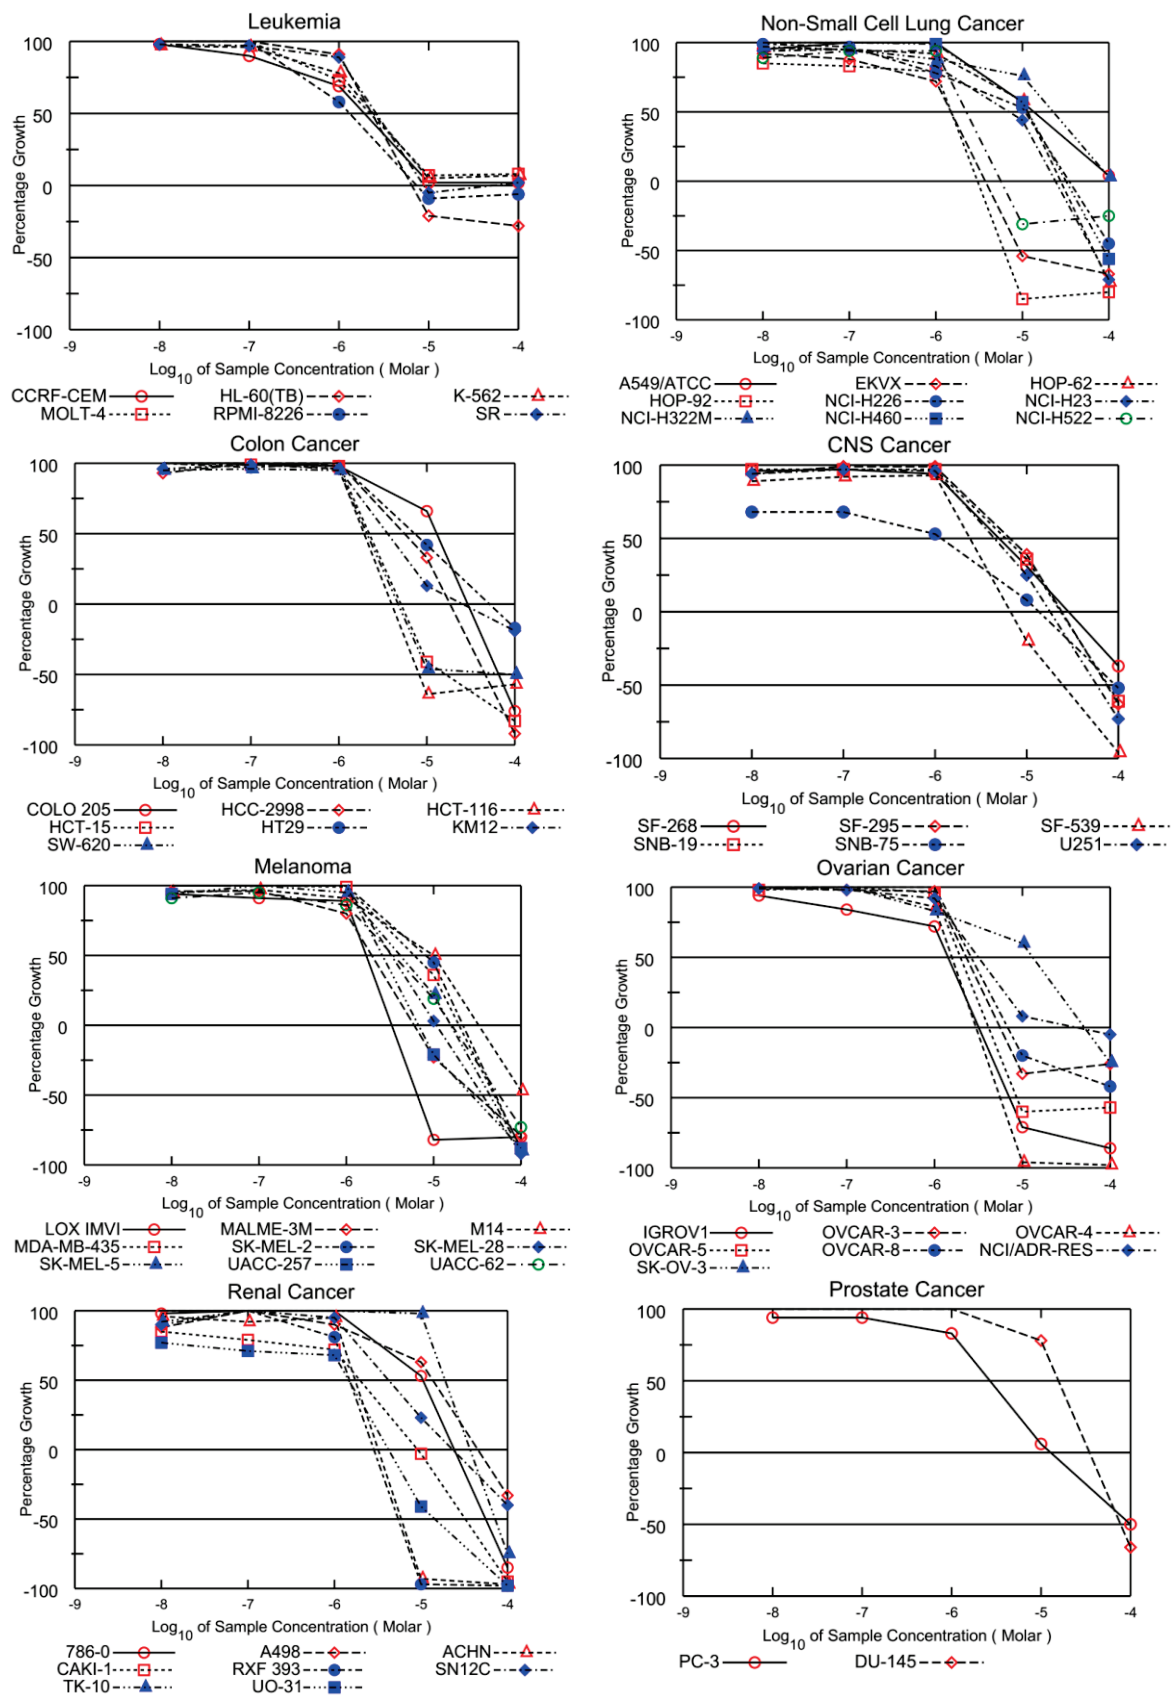 Leukemia
100
50
0
-50
-100
Percentage Growth
-9 -8 -7 -6 -5 -4
Log10 of Sample Concentration ( Molar )
CCRF-CEM HL-60(TB) K-562
MOLT-4 RPMI-8226 SR
Non-Small Cell Lung Cancer
100
50
0
-50
-100
Percentage Growth
-9 -8 -7 -6 -5 -4
Log10 of Sample Concentration ( Molar )
A549/ATCC EKVX HOP-62
HOP-92 NCI-H226 NCI-H23
NCI-H322M NCI-H460 NCI-H522
Colon Cancer
100
50
0
-50
-100
Percentage Growth
-9 -8 -7 -6 -5 -4
Log10 of Sample Concentration ( Molar )
COLO 205 HCC-2998 HCT-116
HCT-15 HT29 KM12
SW-620
CNS Cancer
100
50
0
-50
-100
Percentage Growth
-9 -8 -7 -6 -5 -4
Log10 of Sample Concentration ( Molar )
SF-268 SF-295 SF-539
SNB-19 SNB-75 U251
Melanoma
100
50
0
-50
-100
Percentage Growth
-9 -8 -7 -6 -5 -4
Log10 of Sample Concentration ( Molar )
LOX IMVI MALME-3M M14
MDA-MB-435 SK-MEL-2 SK-MEL-28
SK-MEL-5 UACC-257 UACC-62
Ovarian Cancer
100
50
0
-50
-100
Percentage Growth
-9 -8 -7 -6 -5 -4
Log10 of Sample Concentration ( Molar )
IGROV1 OVCAR-3 OVCAR-4
OVCAR-5 OVCAR-8 NCI/ADR-RES
SK-OV-3
Renal Cancer
100
50
0
-50
-100
Percentage Growth
-9 -8 -7 -6 -5 -4
Log10 of Sample Concentration ( Molar )
786-0 A498 ACHN
CAKI-1 RXF 393 SN12C
TK-10 UO-31
Prostate Cancer
100
50
0
-50
-100
Percentage Growth
-9 -8 -7 -6 -5 -4
Log10 of Sample Concentration ( Molar )
PC-3 DU-145